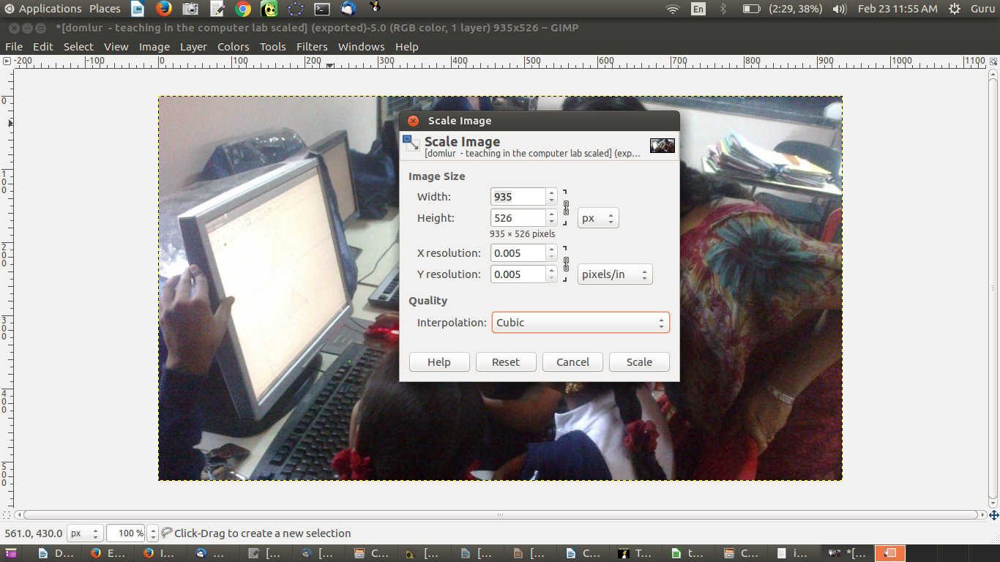 Applications Places En (2:29, 38%) Feb 23 11:55 AM Guru
*[domlur  - teaching in the computer lab scaled] (exported)-5.0 (RGB color, 1 layer) 935x526 – GIMP
File Edit Select View Image Layer Colors Tools Filters Windows Help
-200 -100 0 100 200 300 400 500 600 700 800 900 1000 1100
0
100
200
300
400
500
Scale Image
Scale Image
[domlur  - teaching in the computer lab scaled] (exp...
Image Size
Width: 935
Height: 526 px
935 × 526 pixels
X resolution: 0.005
Y resolution: 0.005 pixels/in
Quality
Interpolation: Cubic
Help Reset Cancel Scale
561.0, 430.0 px 100 % Click-Drag to create a new selection
D... E... I... ... [... [... C... [... [... [... C... T... t... C... i... *[...